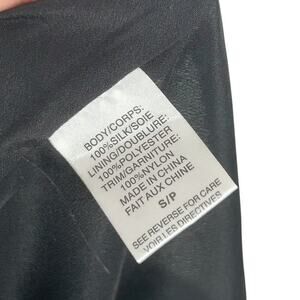 BODY/CORPS:
100%SILK/SOIE
LINING/DOUBLURE:
100%POLYESTER
TRIM/GARNITURE:
100%NYLON
MADE IN CHINA
FAIT AUX CHINE
S/P
SEE REVERSE FOR CARE
VOIR LES DIRECTIVES